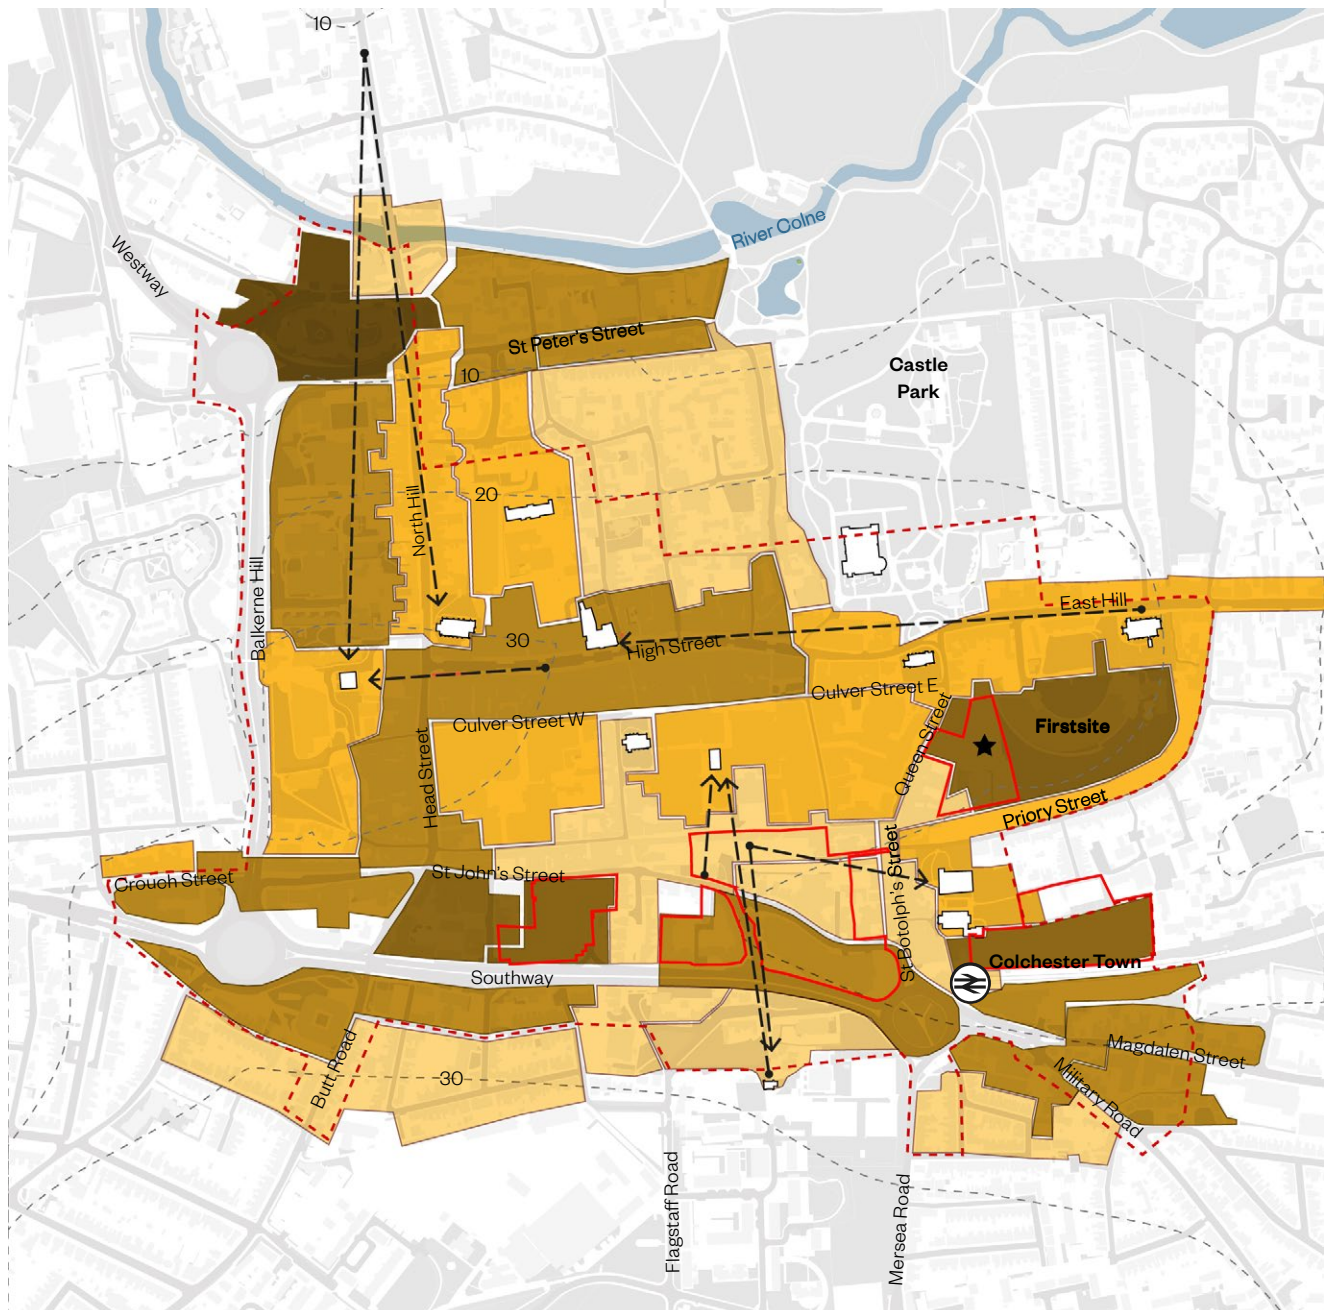 10
River Colne
Westway
St Peter's Street
Castle
Park
10
20
North Hill
Balkerne Hill
East Hill
30
High Street
Culver Street E
Culver Street W
Queen Street
Firstsite
Head Street
Priory Street
St John's Street
Crouch Street
St Botolph's Street
Colchester Town
Southway
Magdalen Street
Military Road
Butt Road
30
Flagstaff Road
Mersea Road